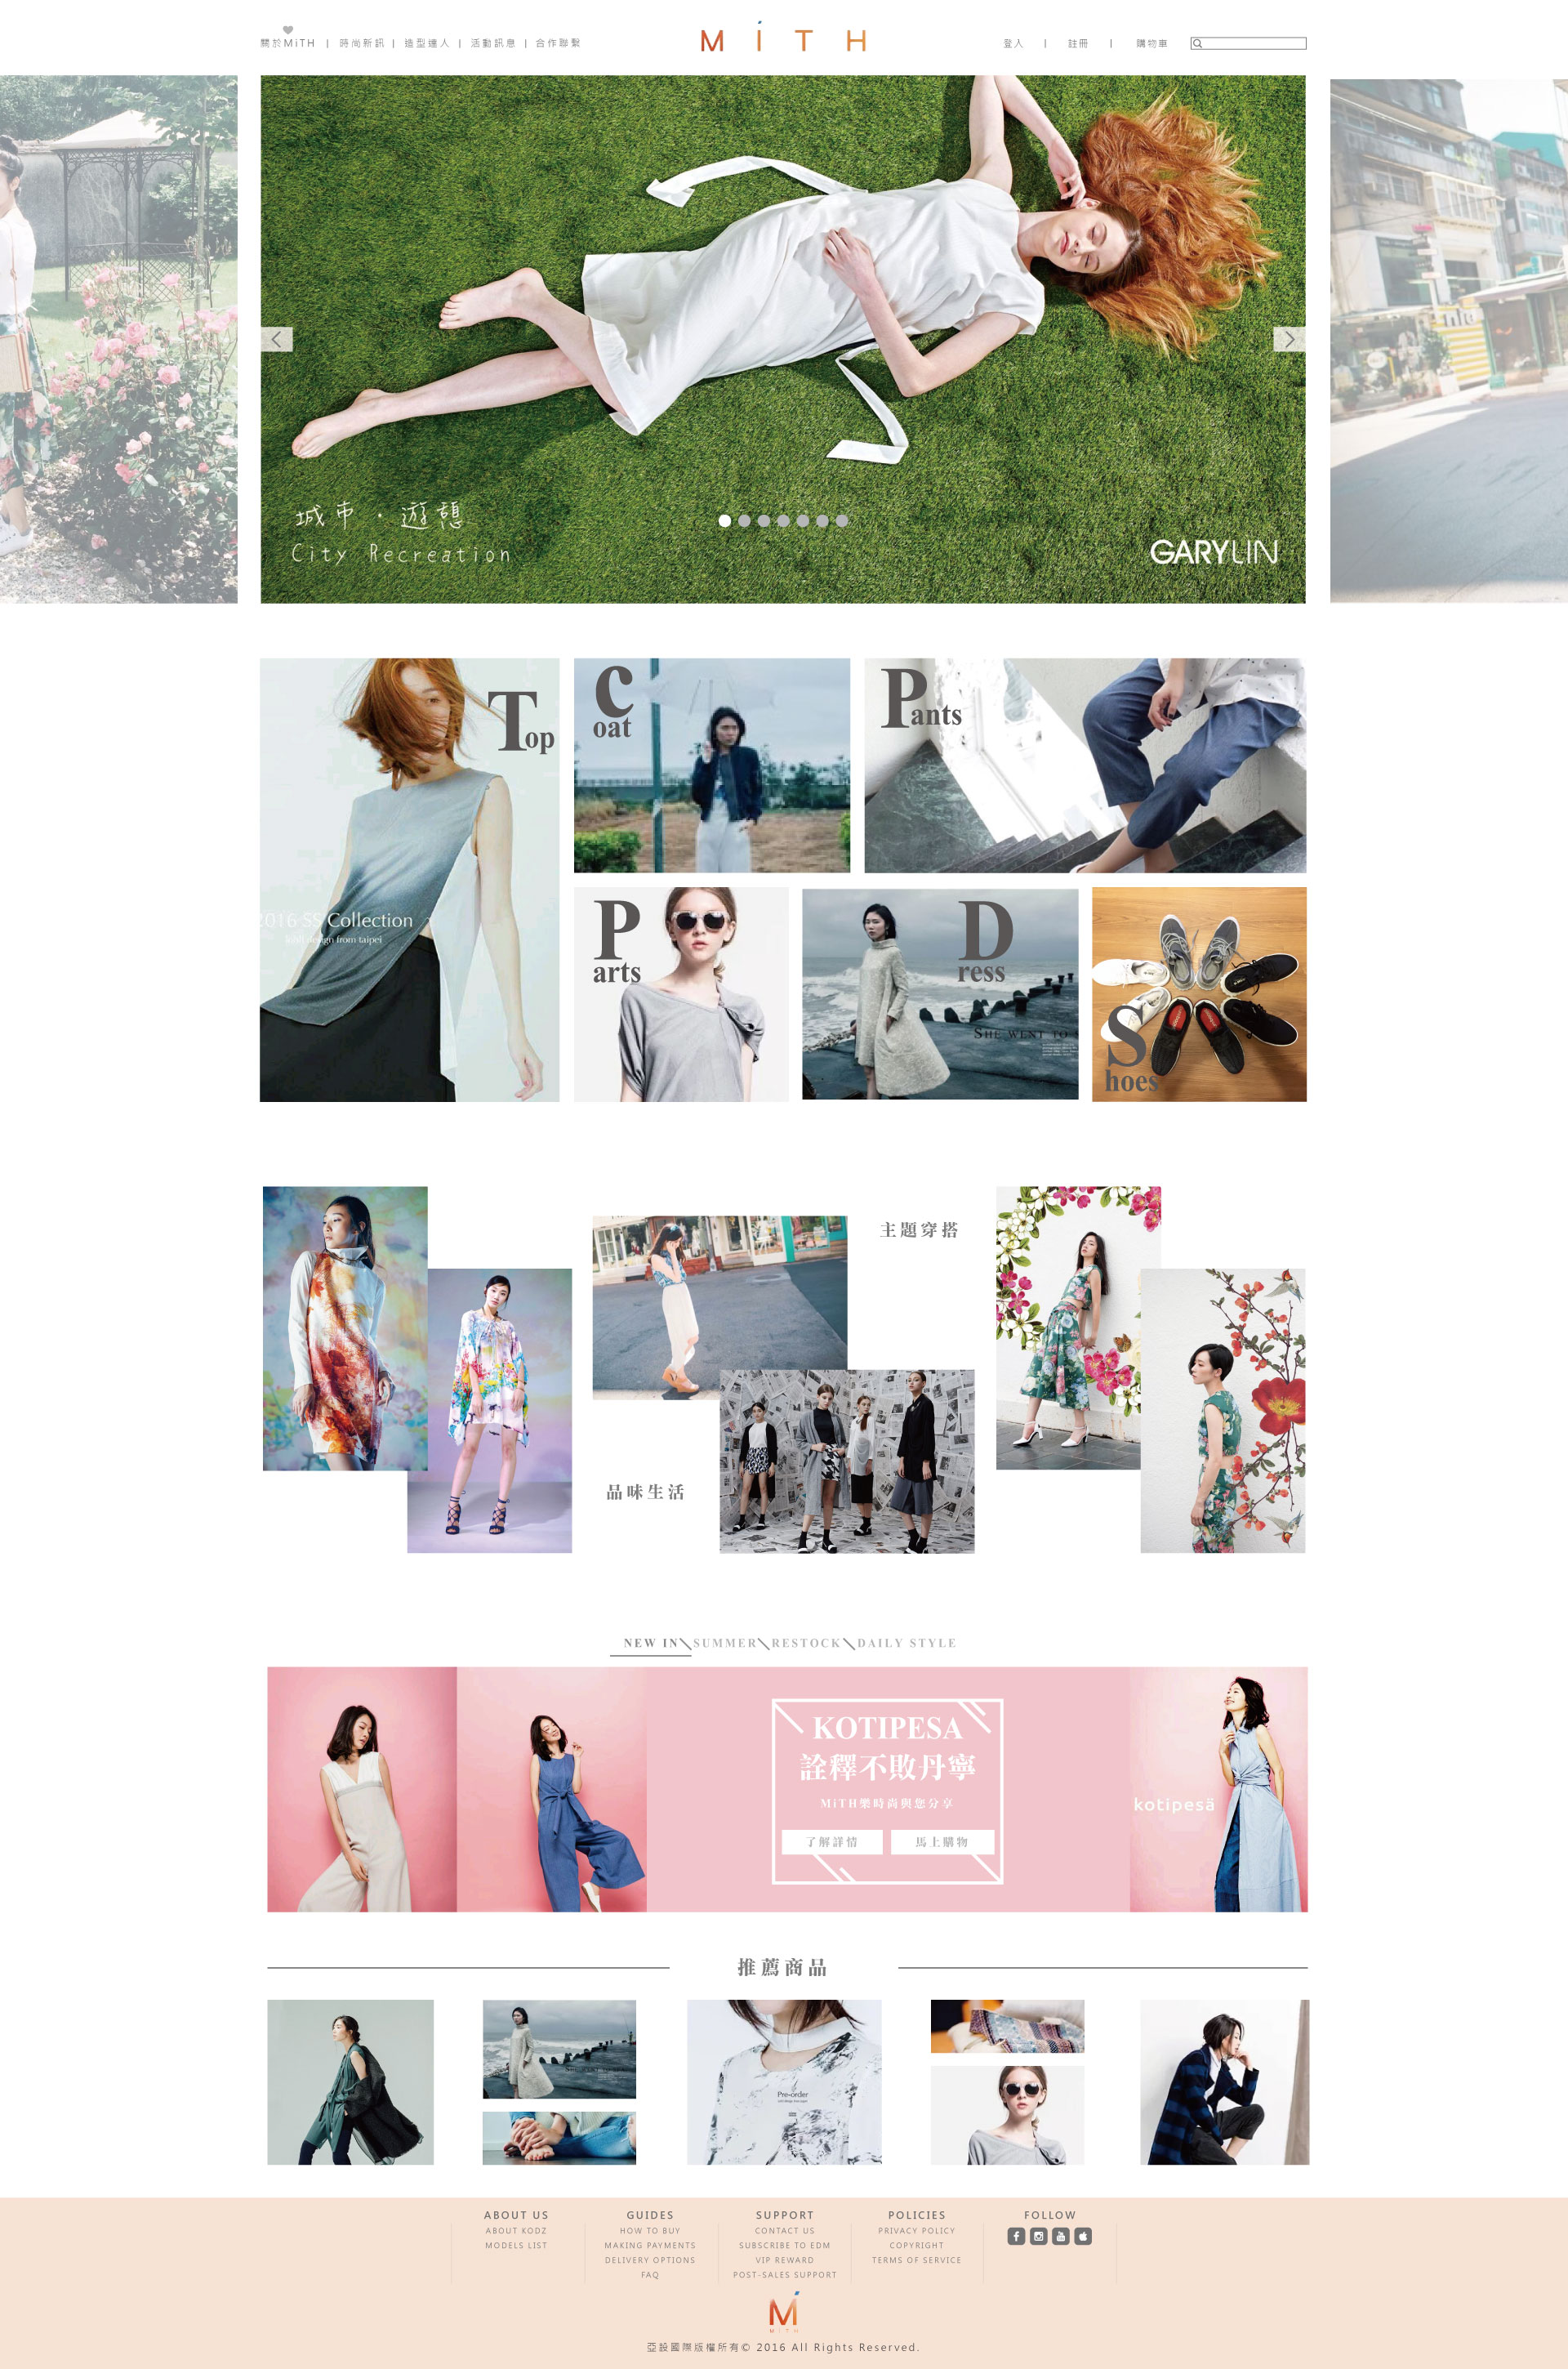 關於MiTH | 時尚新訊 | 造型達人 | 活動訊息 | 合作聯繫
MiTH
登入 | 註冊 | 購物車
城市・遊憩
City Recreation
GARYLIN
Top
Coat
Pants
2016 SS Collection
design from taipei
Parts
Dress
SHE WENT TO S
Shoes
主題穿搭
品味生活
NEW IN\SUMMER\RESTOCK\DAILY STYLE
KOTIPESA
詮釋不敗丹寧
MiTH樂時尚與您分享
了解詳情 馬上購物
kotipesä
推薦商品
Pre-order
ABOUT US
ABOUT KODZ
MODELS LIST
GUIDES
HOW TO BUY
MAKING PAYMENTS
DELIVERY OPTIONS
FAQ
SUPPORT
CONTACT US
SUBSCRIBE TO EDM
VIP REWARD
POST-SALES SUPPORT
POLICIES
PRIVACY POLICY
COPYRIGHT
TERMS OF SERVICE
FOLLOW
M
MiTH
亞設國際版權所有© 2016 All Rights Reserved.